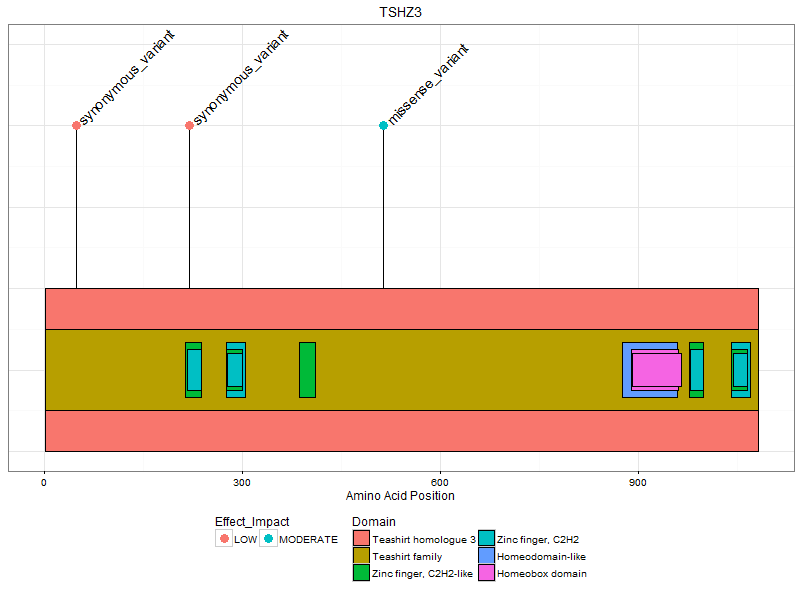 TSHZ3
synonymous_variant
synonymous_variant
missense_variant
0
300
600
900
Amino Acid Position
Effect_Impact
LOW
MODERATE
Domain
Teashirt homologue 3
Teashirt family
Zinc finger, C2H2-like
Zinc finger, C2H2
Homeodomain-like
Homeobox domain